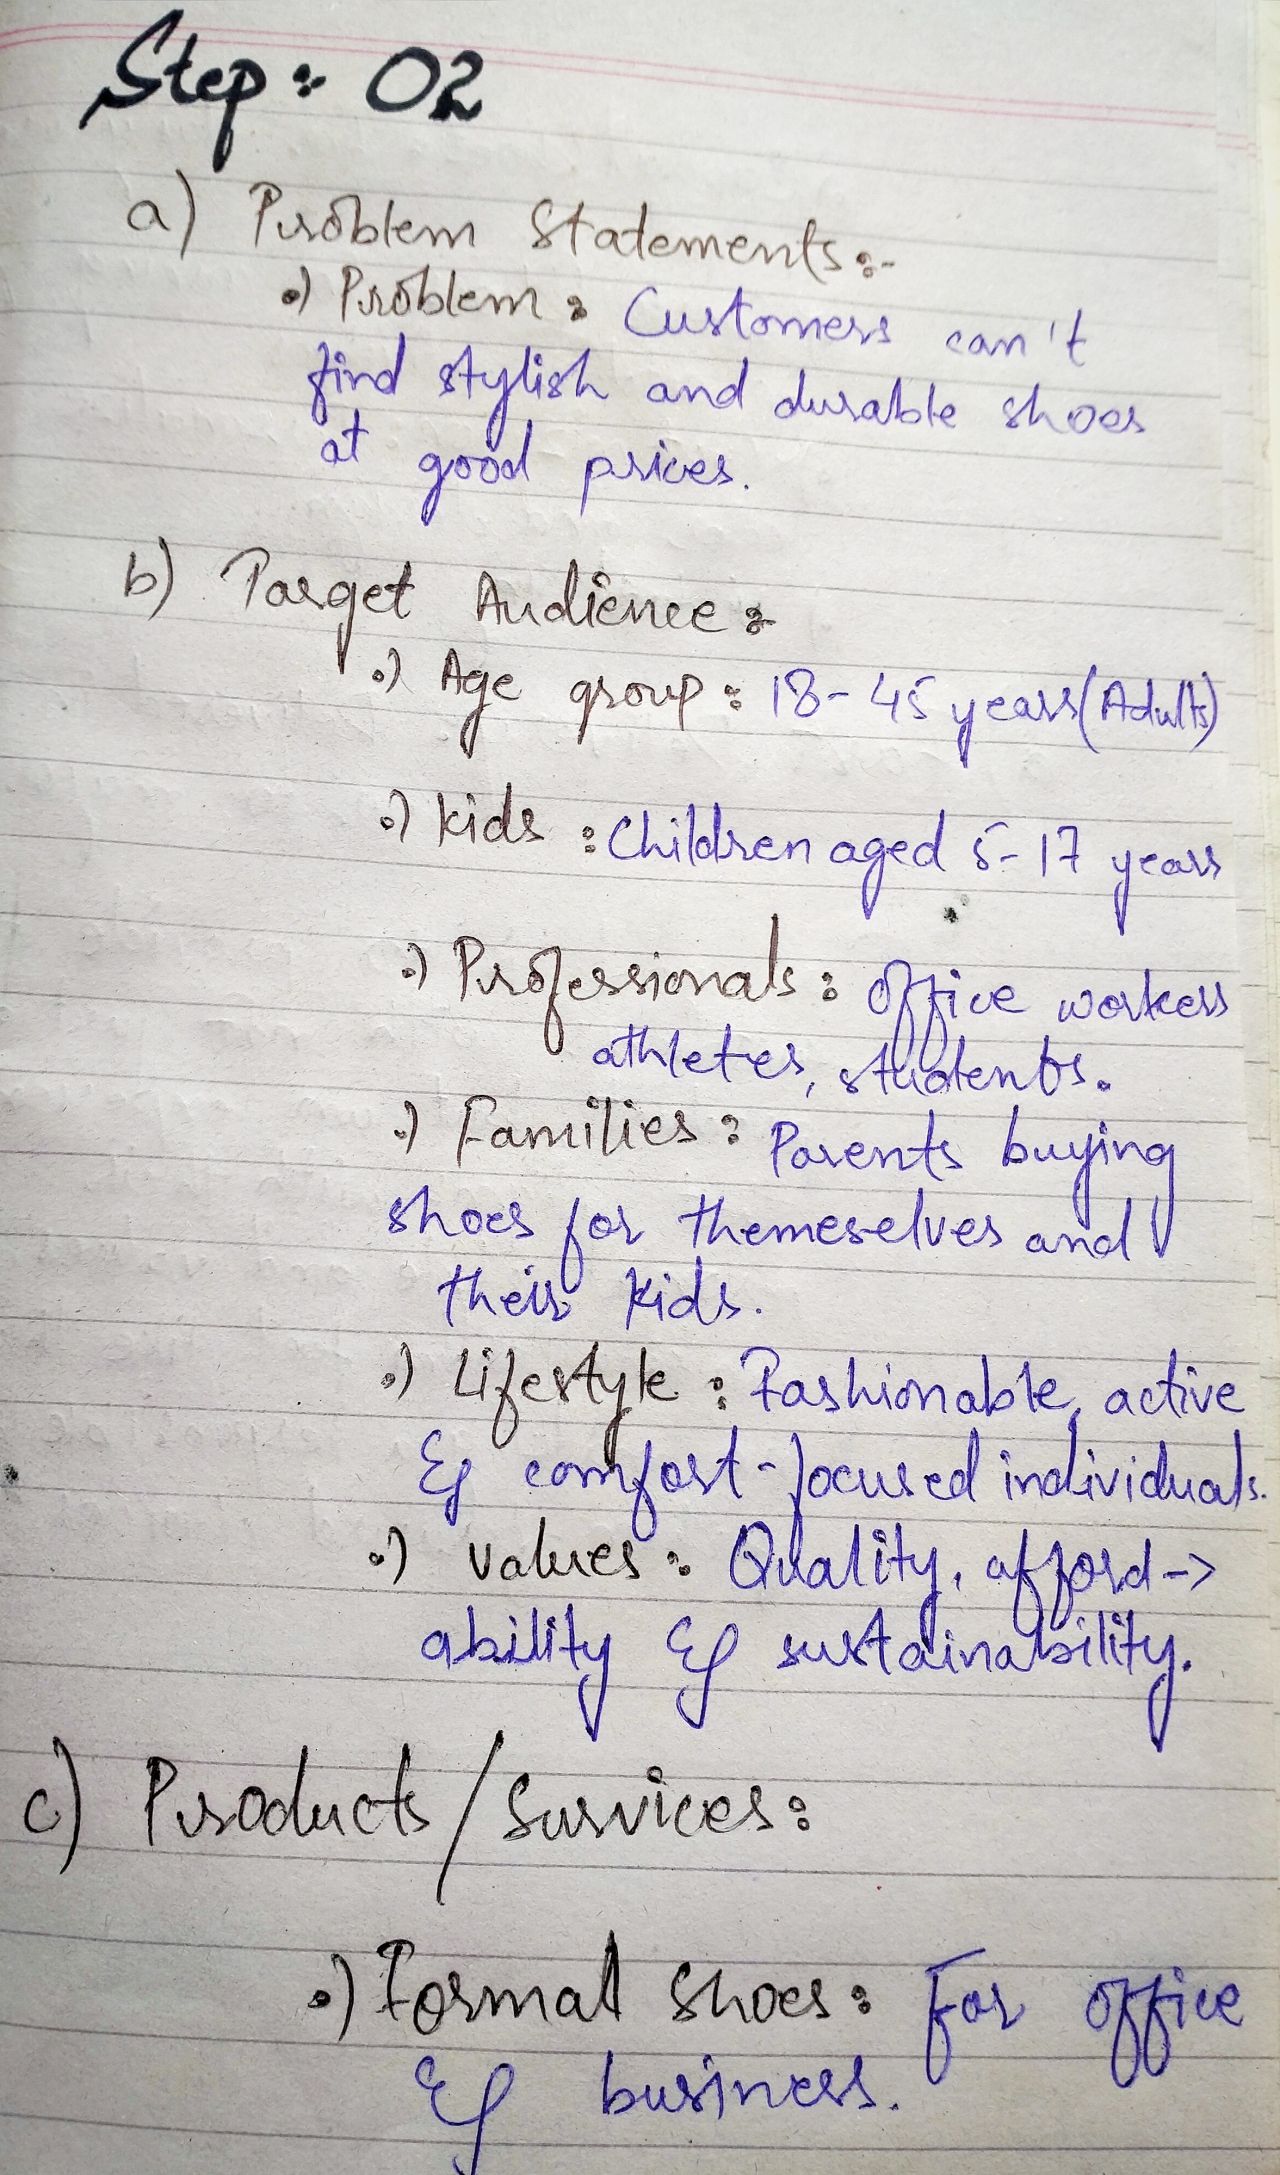 Step: 02
a) Problem Statements:-
•) Problem: Customers can't
find stylish and durable shoes
at good prices.
b) Target Audience:-
•) Age group: 18-45 years (Adults)
•) Kids: Children aged 5-17 years
•) Professionals: office workers
athletes, students.
•) Families: Parents buying
shoes for themeselves and
their kids.
•) Lifestyle: Fashionable, active
& comfort-focused individuals.
•) Values: Quality, afford->
ability & sustainability.
c) Products/Survices:
•) Formal Shoes: For office
& business.